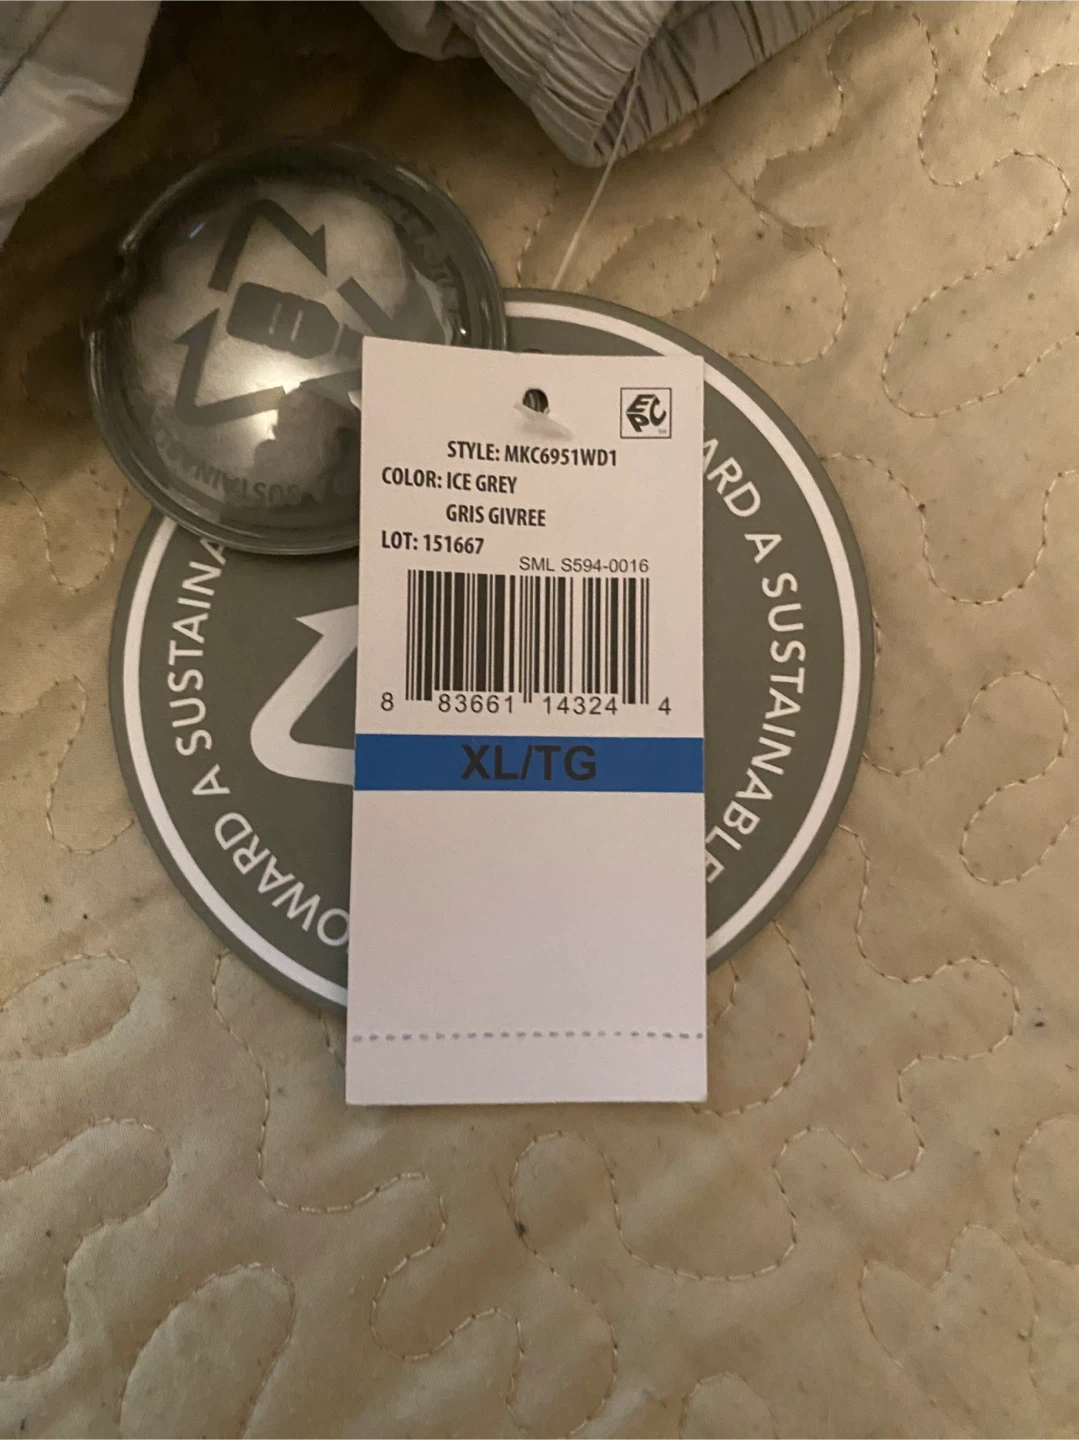 EPC
STYLE: MKC6951WD1
COLOR: ICE GREY
GRIS GIVREE
LOT: 151667
SML S594-0016
8 83661 14324 4
XL/TG
OWARD A SUSTAINA
ARD A SUSTAINABLE